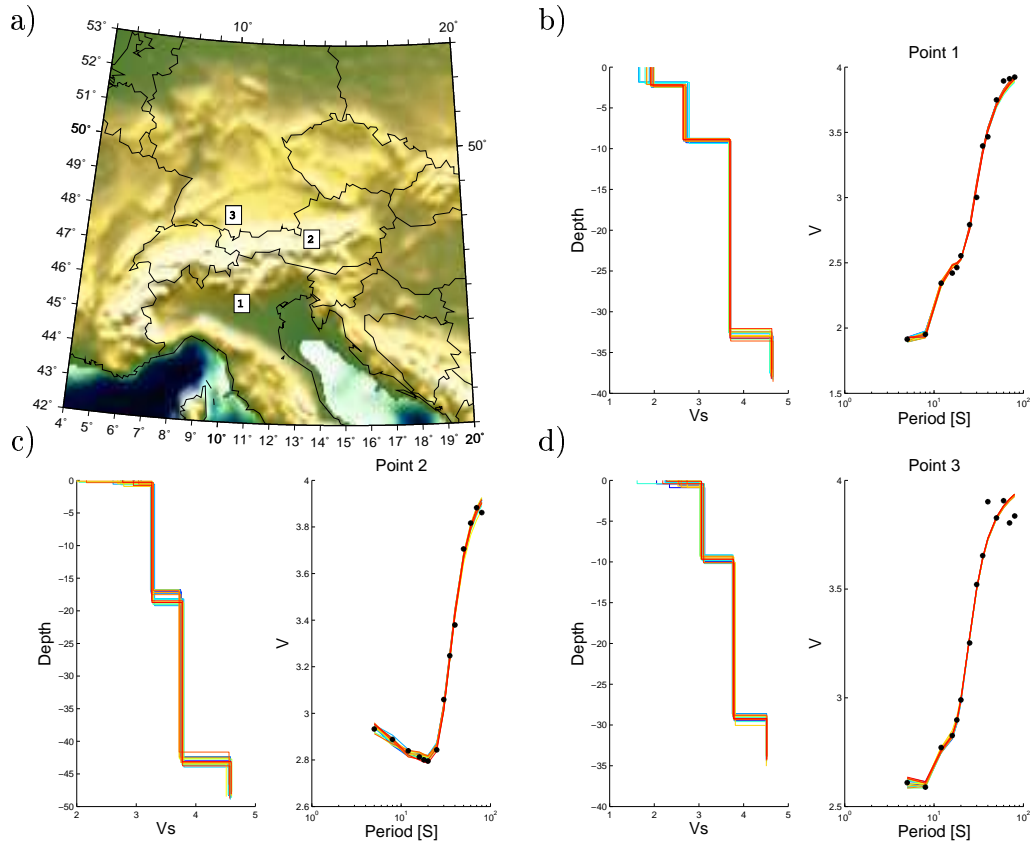 a)
10°
20°
53°
52°
51°
50°
49°
48°
47°
46°
45°
44°
43°
42°
50°
4° 5° 6° 7° 8° 9° 10° 11° 12° 13° 14° 15° 16° 17° 18° 19° 20°
3
2
1
b)
Point 1
0
−5
−10
−15
−20
−25
−30
−35
−40
Depth
1 2 3 4 5
Vs
4
3.5
3
2.5
2
1.5
V
10^0 10^1 10^2
Period [S]
c)
Point 2
0
−5
−10
−15
−20
−25
−30
−35
−40
−45
−50
Depth
2 3 4 5
Vs
4
3.8
3.6
3.4
3.2
3
2.8
2.6
V
10^0 10^1 10^2
Period [S]
d)
Point 3
0
−5
−10
−15
−20
−25
−30
−35
−40
Depth
1 2 3 4 5
Vs
4
3.5
3
2.5
V
10^0 10^1 10^2
Period [S]